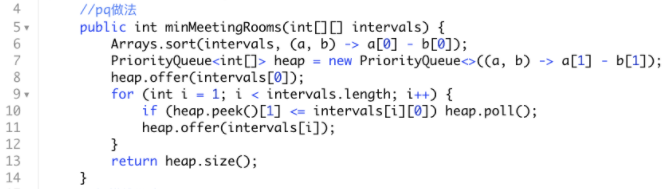 4 //pq做法
5 public int minMeetingRooms(int[][] intervals) {
6 Arrays.sort(intervals, (a, b) -> a[0] - b[0]);
7 PriorityQueue<int[]> heap = new PriorityQueue<>((a, b) -> a[1] - b[1]);
8 heap.offer(intervals[0]);
9 for (int i = 1; i < intervals.length; i++) {
10 if (heap.peek()[1] <= intervals[i][0]) heap.poll();
11 heap.offer(intervals[i]);
12 }
13 return heap.size();
14 }